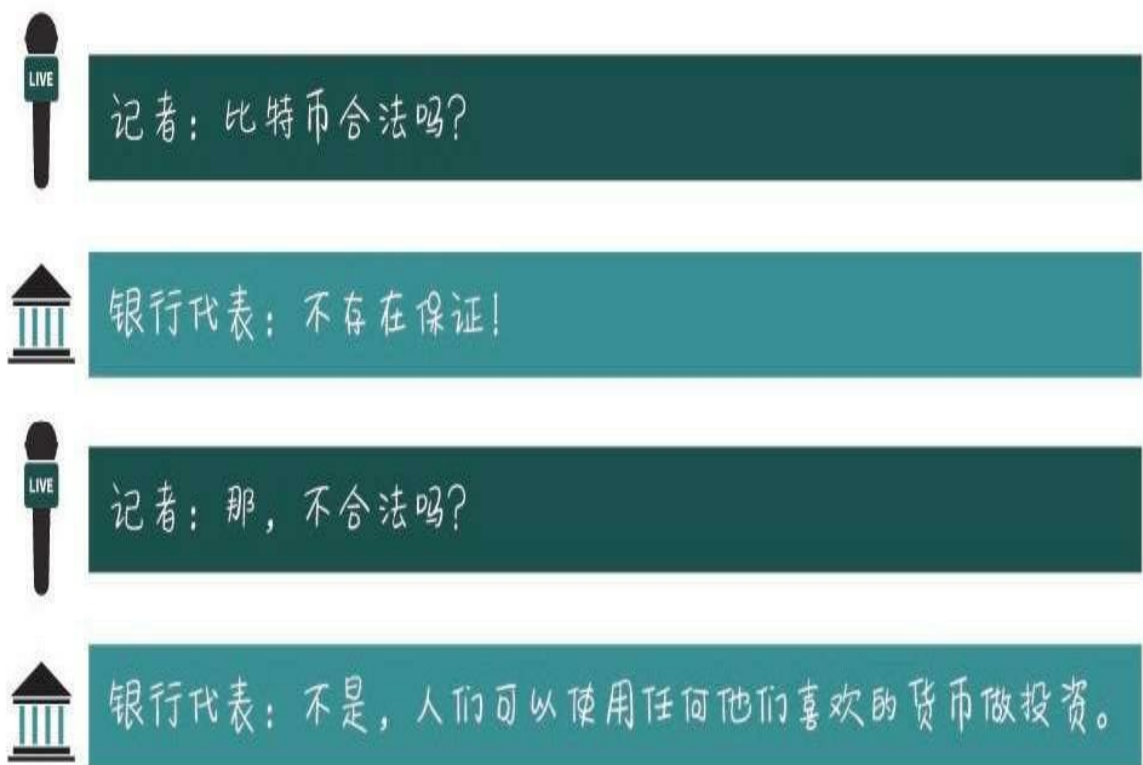 LIVE
记者：比特币合法吗？
银行代表：不存在保证！
LIVE
记者：那，不合法吗？
银行代表：不是，人们可以使用任何他们喜欢的货币做投资。